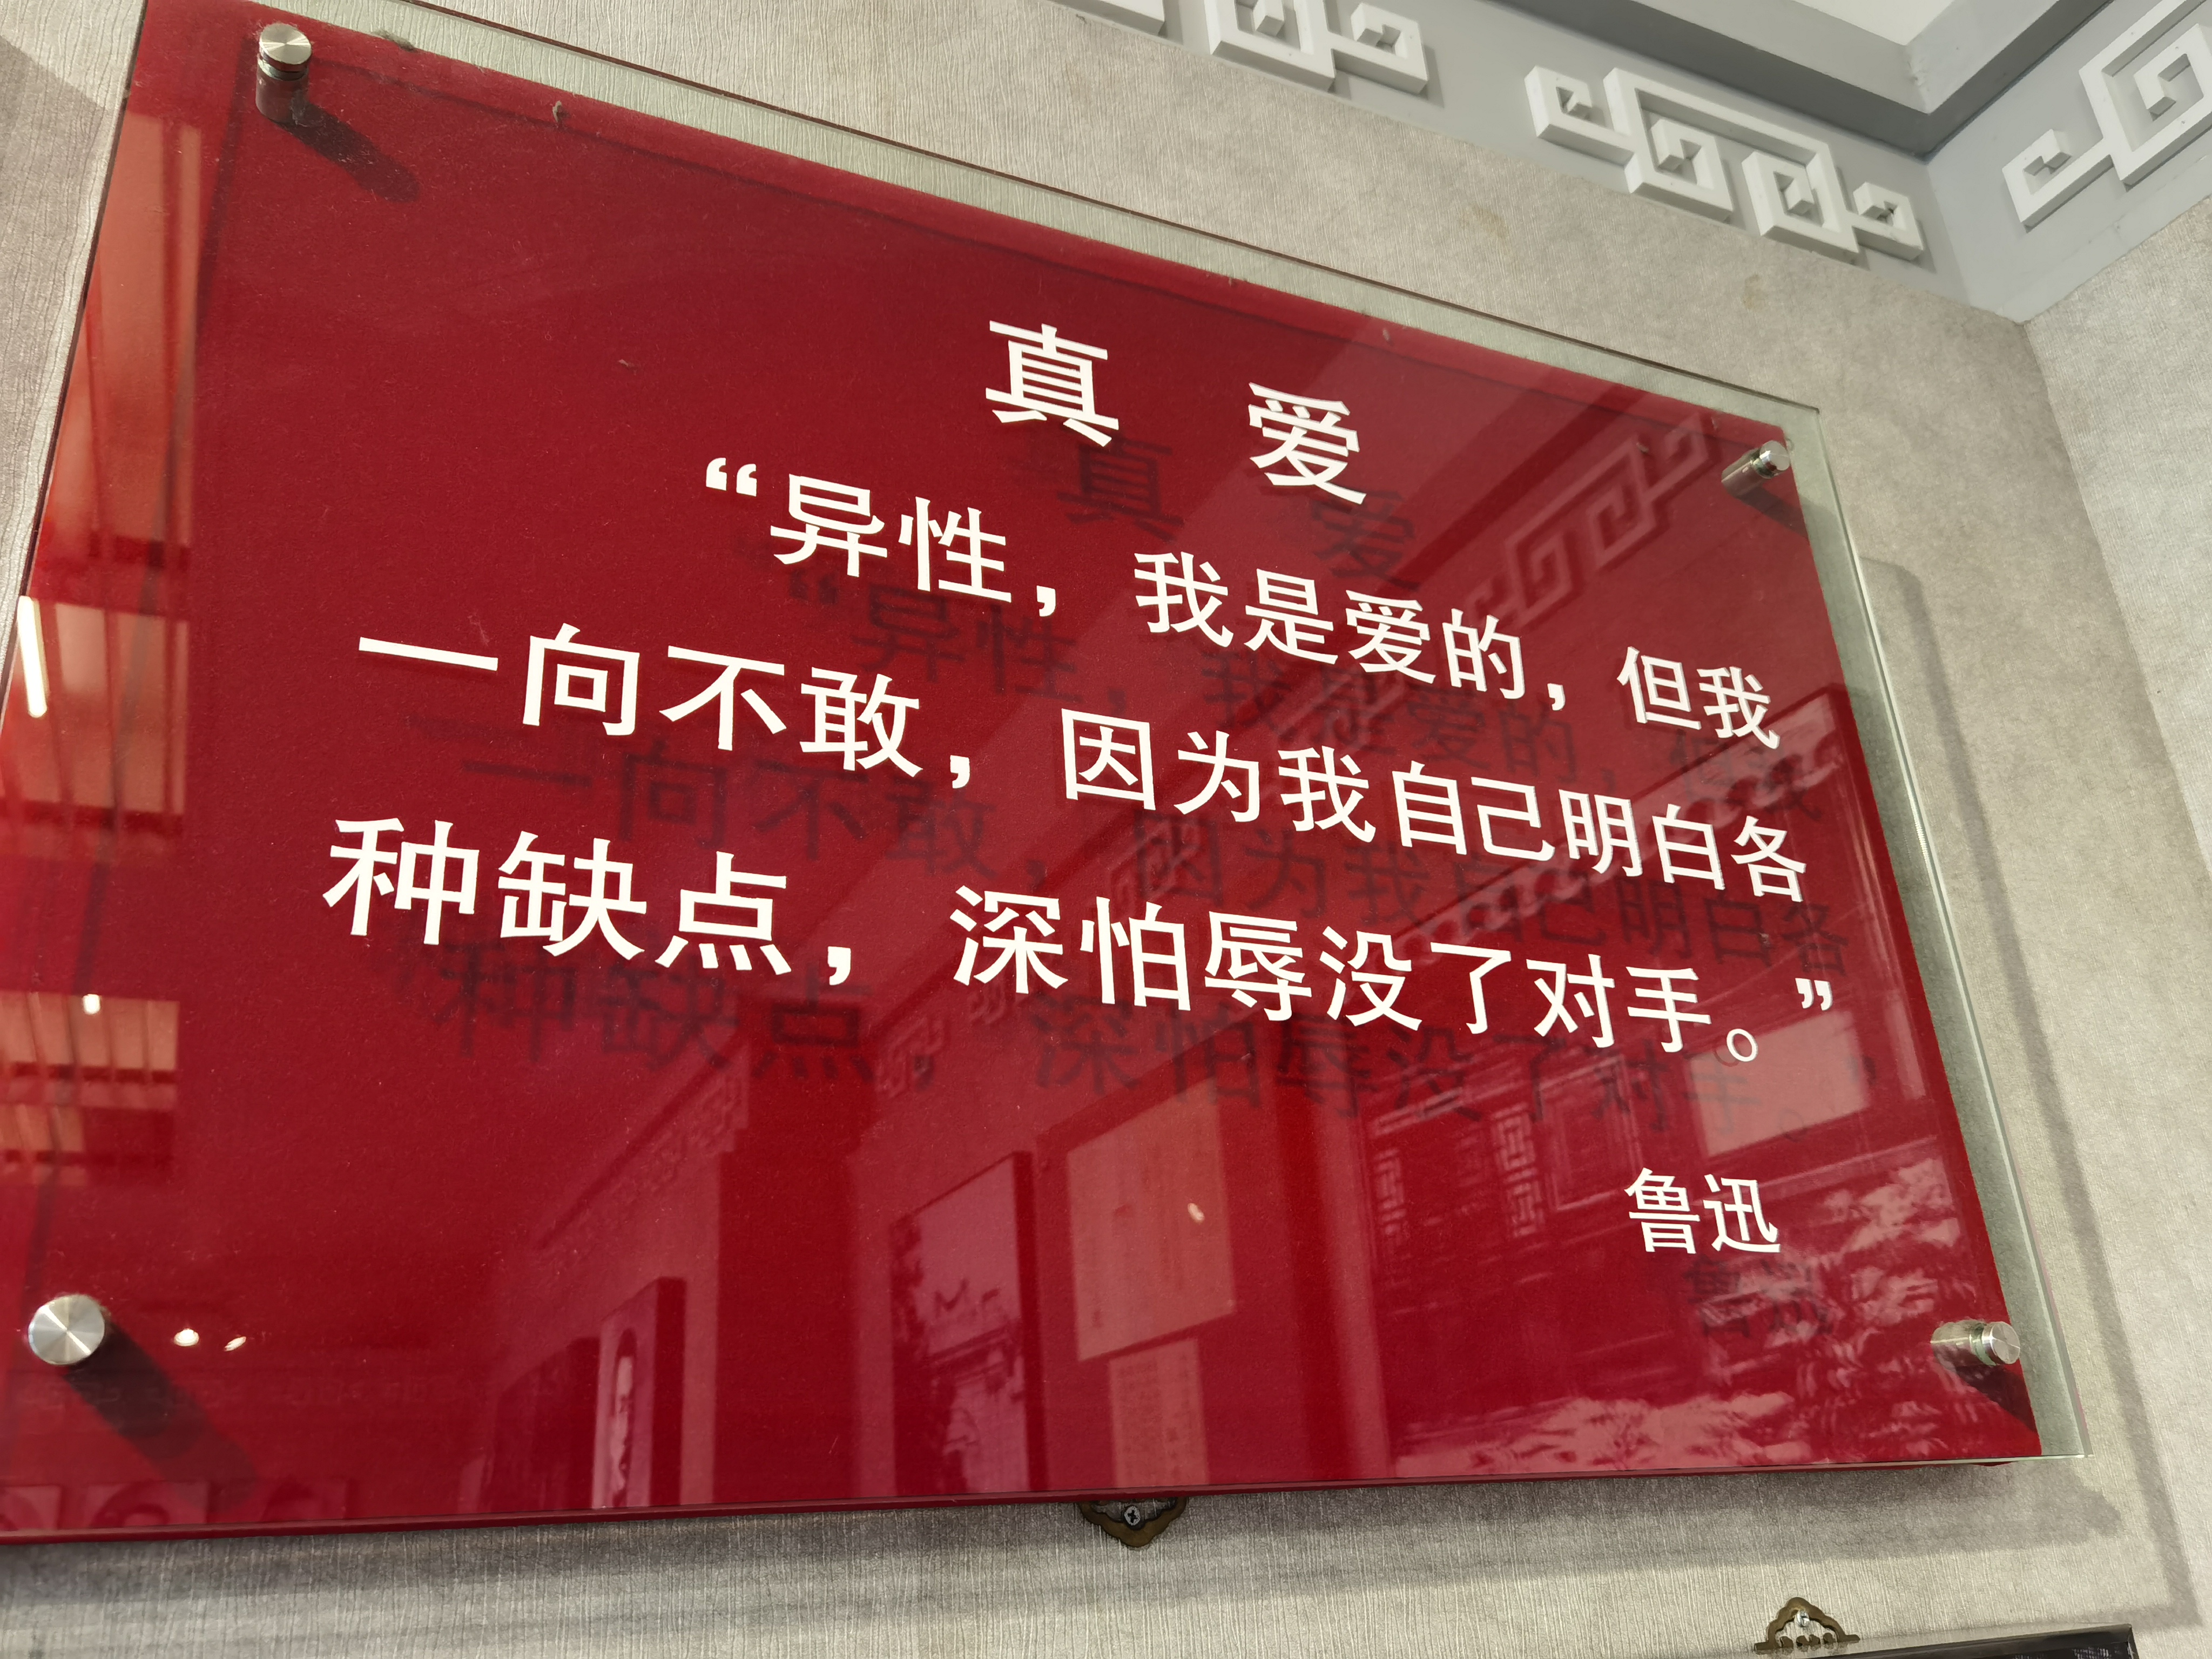 真 爱
“异性，我是爱的，但我
一向不敢，因为我自己明白各
种缺点，深怕辱没了对手。”
鲁迅